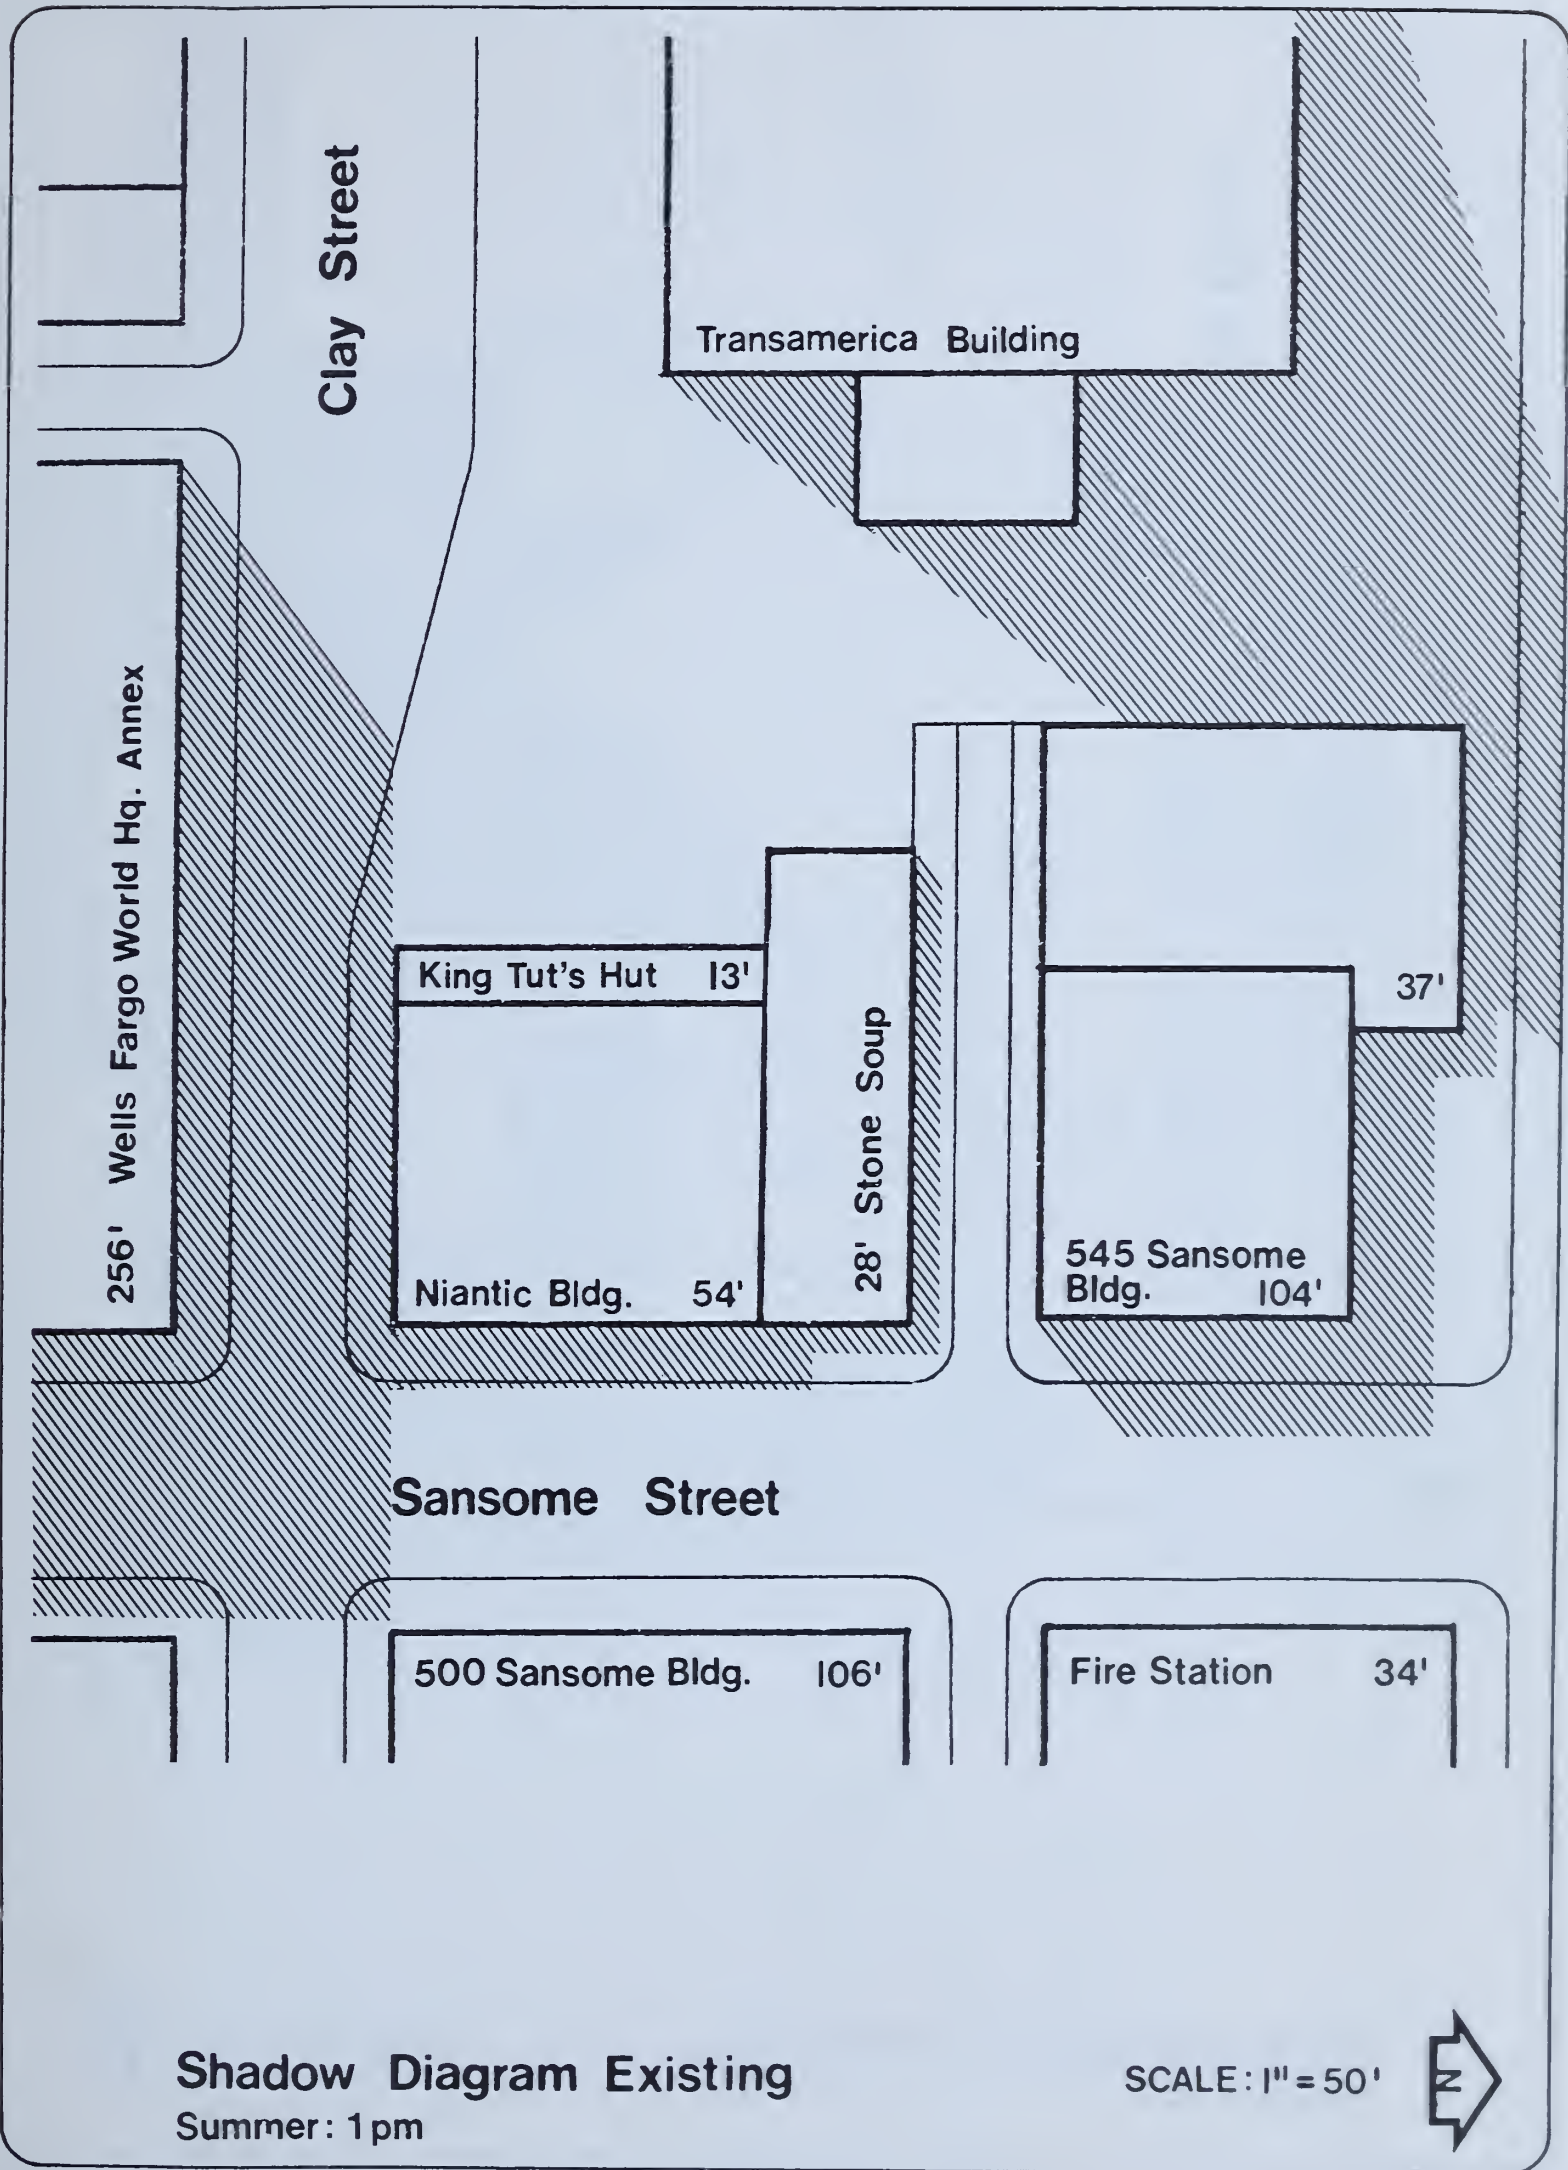 Clay Street
Transamerica Building
256' Wells Fargo World Hq. Annex
King Tut's Hut 13'
28' Stone Soup
37'
Niantic Bldg. 54'
545 Sansome
Bldg. 104'
Sansome Street
500 Sansome Bldg. 106'
Fire Station 34'
Shadow Diagram Existing
Summer: 1pm
SCALE: 1" = 50'
N